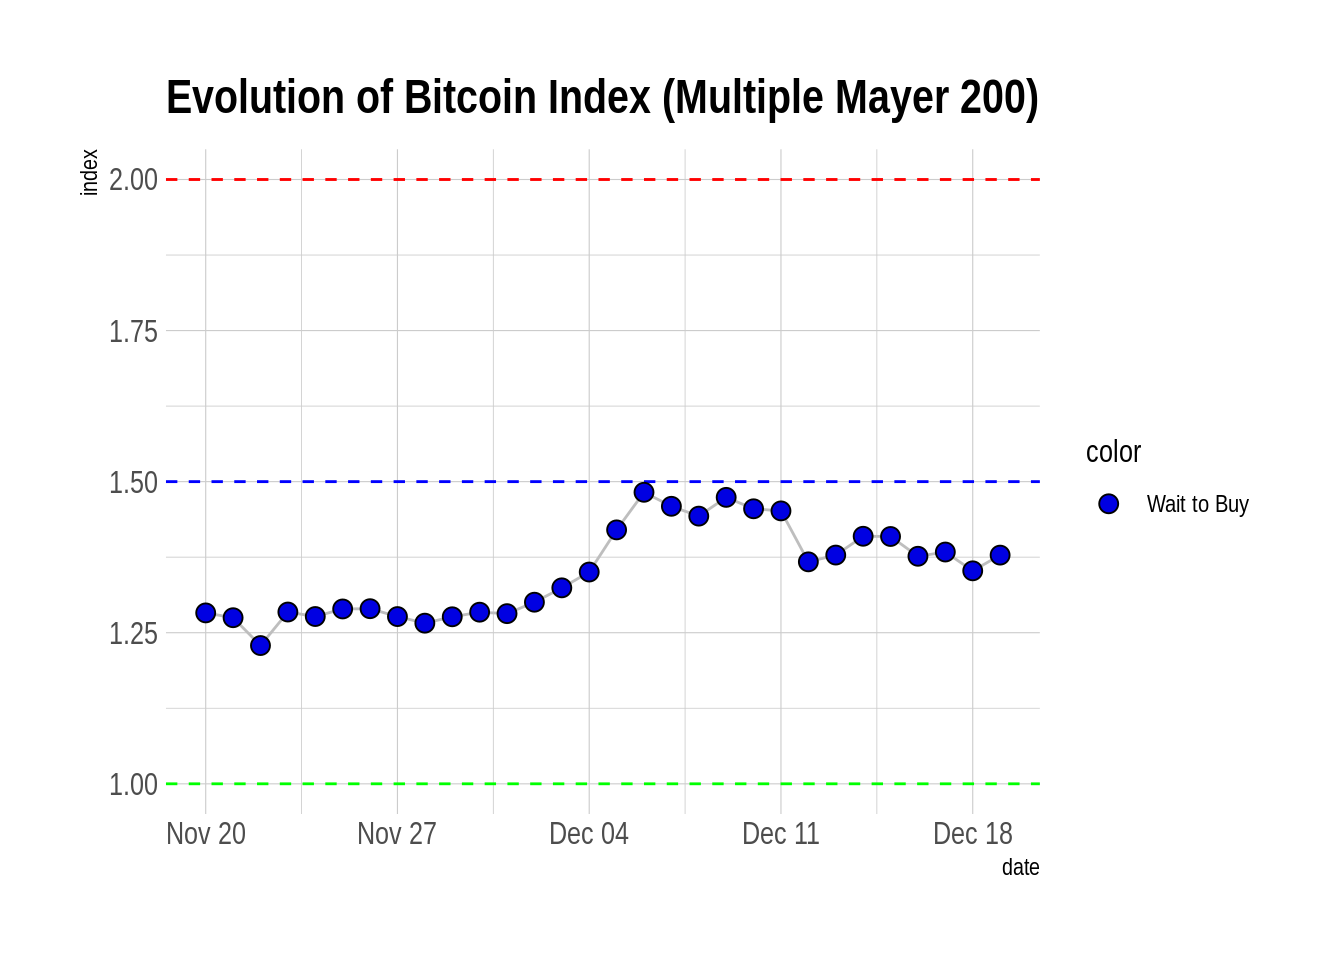 Evolution of Bitcoin Index (Multiple Mayer 200)
index
2.00
1.75
1.50
1.25
1.00
Nov 20 Nov 27 Dec 04 Dec 11 Dec 18
date
color
Wait to Buy